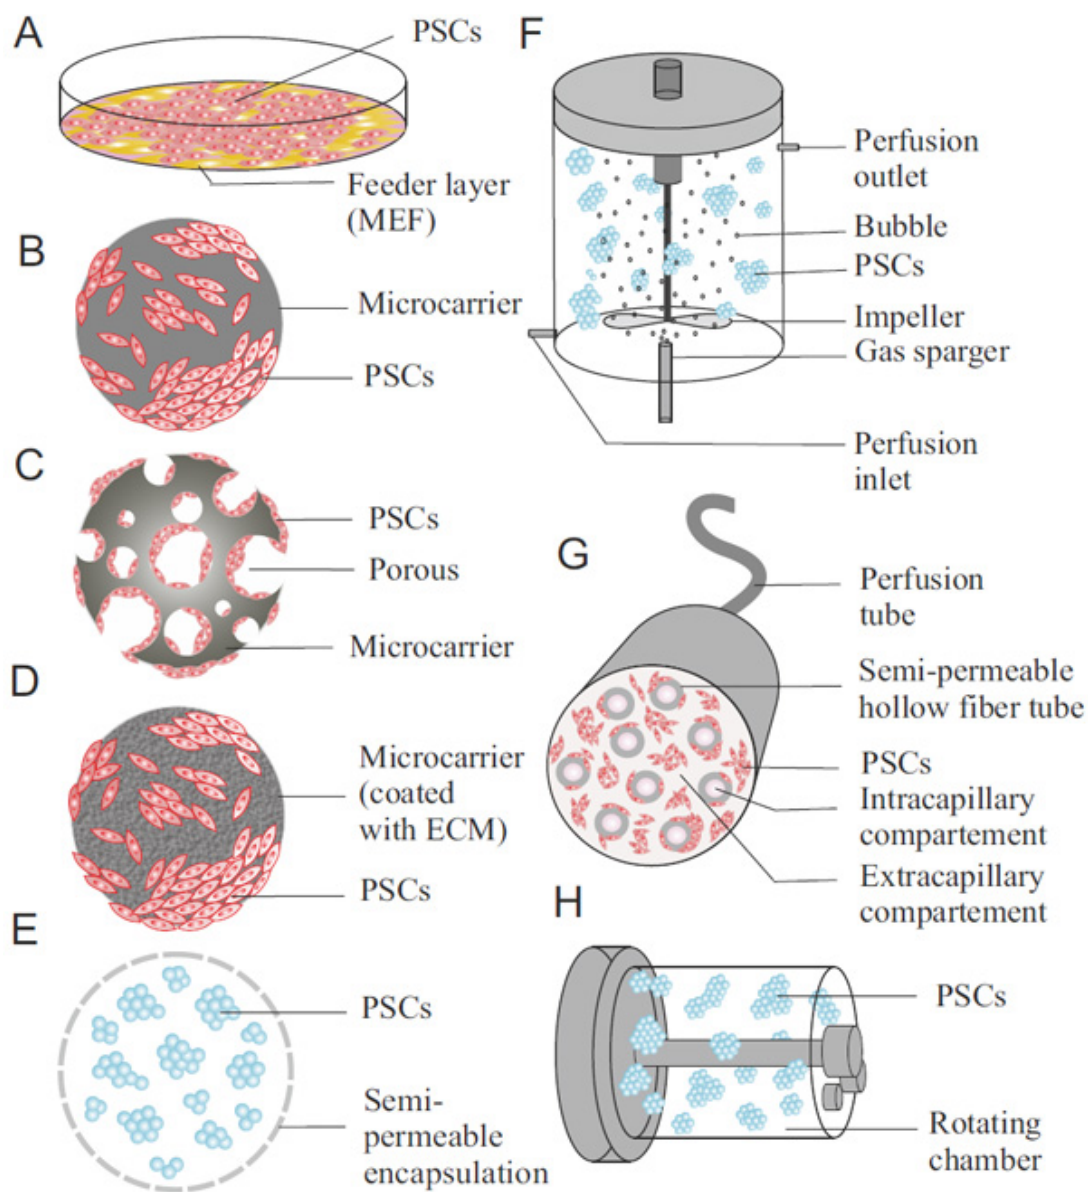 A
PSCs
Feeder layer
(MEF)
B
Microcarrier
PSCs
C
PSCs
Porous
Microcarrier
D
Microcarrier
(coated
with ECM)
PSCs
E
PSCs
Semi-
permeable
encapsulation
F
Perfusion
outlet
Bubble
PSCs
Impeller
Gas sparger
Perfusion
inlet
G
Perfusion
tube
Semi-permeable
hollow fiber tube
PSCs
Intracapillary
compartement
Extracapillary
compartement
H
PSCs
Rotating
chamber